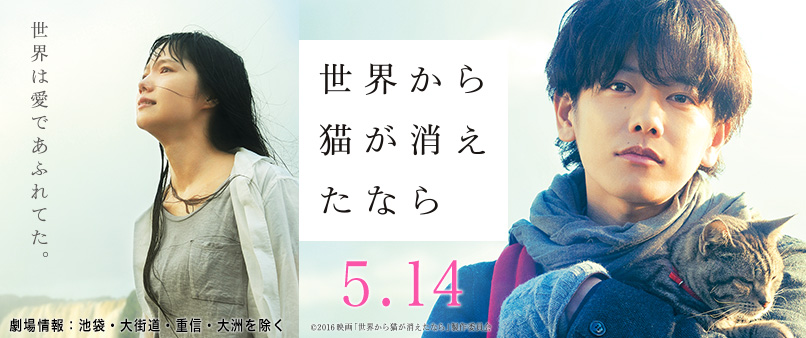 世界は愛であふれてた。
世界から
猫が消え
たなら
5.14
©2016 映画「世界から猫が消えたなら」製作委員会
劇場情報：池袋・大街道・重信・大洲を除く